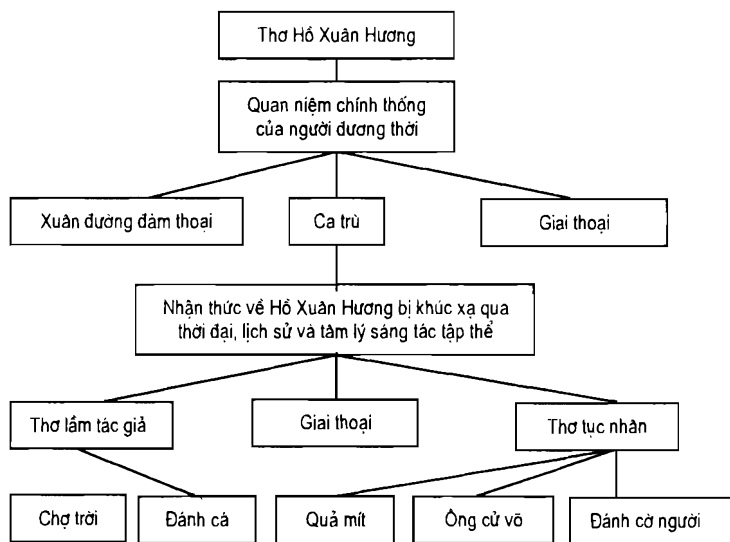 Thơ Hồ Xuân Hương
Quan niệm chính thống
của người đương thời
Xuân đường đảm thoại
Ca trù
Giai thoại
Nhận thức về Hồ Xuân Hương bị khúc xạ qua
thời đại, lịch sử và tâm lý sáng tác tập thể
Thơ lầm tác giả
Giai thoại
Thơ tục nhân
Chợ trời
Đánh cá
Quả mít
Ông cử võ
Đánh cờ người